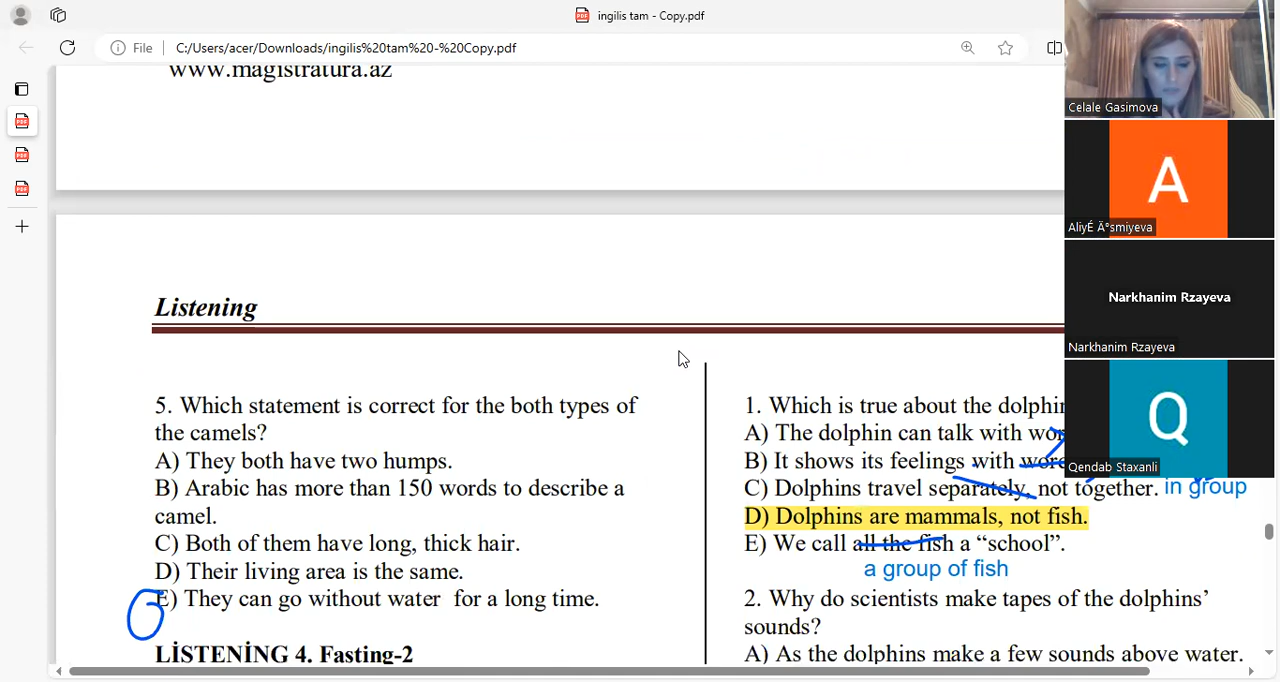 ingilis tam - Copy.pdf
File
C:/Users/acer/Downloads/ingilis%20tam%20-%20Copy.pdf
www.magistratura.az
Listening
5. Which statement is correct for the both types of
the camels?
A) They both have two humps.
B) Arabic has more than 150 words to describe a
camel.
C) Both of them have long, thick hair.
D) Their living area is the same.
E) They can go without water for a long time.
LİSTENİNG 4. Fasting-2
1. Which is true about the dolphin
A) The dolphin can talk with wor
B) It shows its feelings with
C) Dolphins travel separately, not together. in group
D) Dolphins are mammals, not fish.
E) We call all the fish a “school”.
a group of fish
2. Why do scientists make tapes of the dolphins’
sounds?
A) As the dolphins make a few sounds above water.
Celale Gasimova
A
AliyÉ Ä°smiyeva
Narkhanim Rzayeva
Narkhanim Rzayeva
Q
Qendab Staxanli